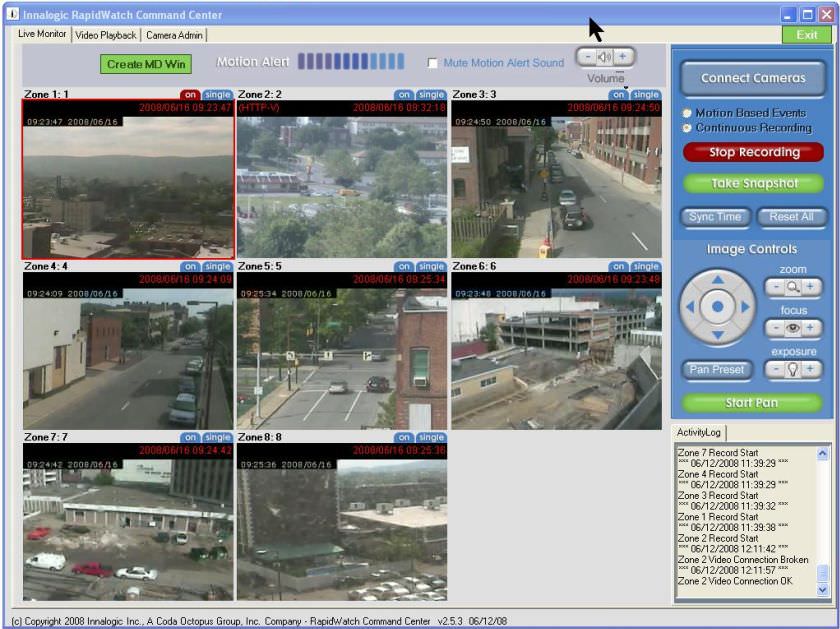 Innalogic RapidWatch Command Center
Live Monitor Video Playback Camera Admin
Exit
Create MD Win Motion Alert Mute Motion Alert Sound - +
Volume
Zone 1: 1 on single Zone 2: 2 on single Zone 3: 3 on single
2008/06/16 09:23:47 (HTTP-V) 2008/06/16 09:32:18 2008/06/16 09:24:50
09:23:47 2008/06/16 09:24:50 2008/06/16
Zone 4: 4 on single Zone 5: 5 on single Zone 6: 6 on single
2008/06/16 09:24:09 2008/06/16 09:25:34 2008/06/16 09:23:48
09:24:09 2008/06/16 09:25:34 2008/06/16 09:23:48 2008/06/16
Zone 7: 7 on single Zone 8: 8 on single
2008/06/16 09:24:42 2008/06/16 09:25:36
09:24:42 2008/06/16 09:25:36 2008/06/16
Connect Cameras
Motion Based Events
Continuous Recording
Stop Recording
Take Snapshot
Sync Time Reset All
Image Controls
zoom
- +
focus
- +
exposure
Pan Preset - +
Start Pan
ActivityLog
Zone 7 Record Start
*** 06/12/2008 11:39:29 ***
Zone 4 Record Start
*** 06/12/2008 11:39:29 ***
Zone 3 Record Start
*** 06/12/2008 11:39:32 ***
Zone 1 Record Start
*** 06/12/2008 11:39:38 ***
Zone 2 Record Start
*** 06/12/2008 12:11:42 ***
Zone 2 Video Connection Broken
*** 06/12/2008 12:11:57 ***
Zone 2 Video Connection OK
(c) Copyright 2008 Innalogic Inc., A Coda Octopus Group, Inc. Company - RapidWatch Command Center v2.5.3 06/12/08